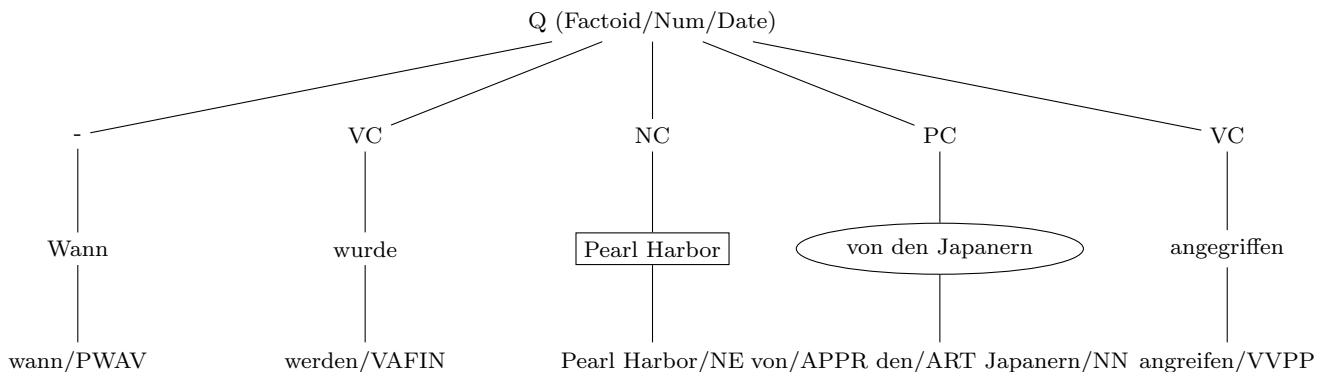 Q (Factoid/Num/Date)
- VC NC PC VC
Wann wurde Pearl Harbor von den Japanern angegriffen
wann/PWAV werden/VAFIN Pearl Harbor/NE von/APPR den/ART Japanern/NN angreifen/VVPP